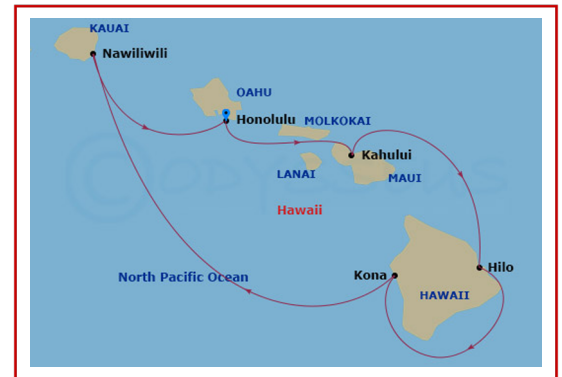 KAUAI
Nawiliwili
OAHU
Honolulu
MOLKOKAI
Kahului
LANAI
MAUI
Hawaii
Hilo
Kona
North Pacific Ocean
HAWAII